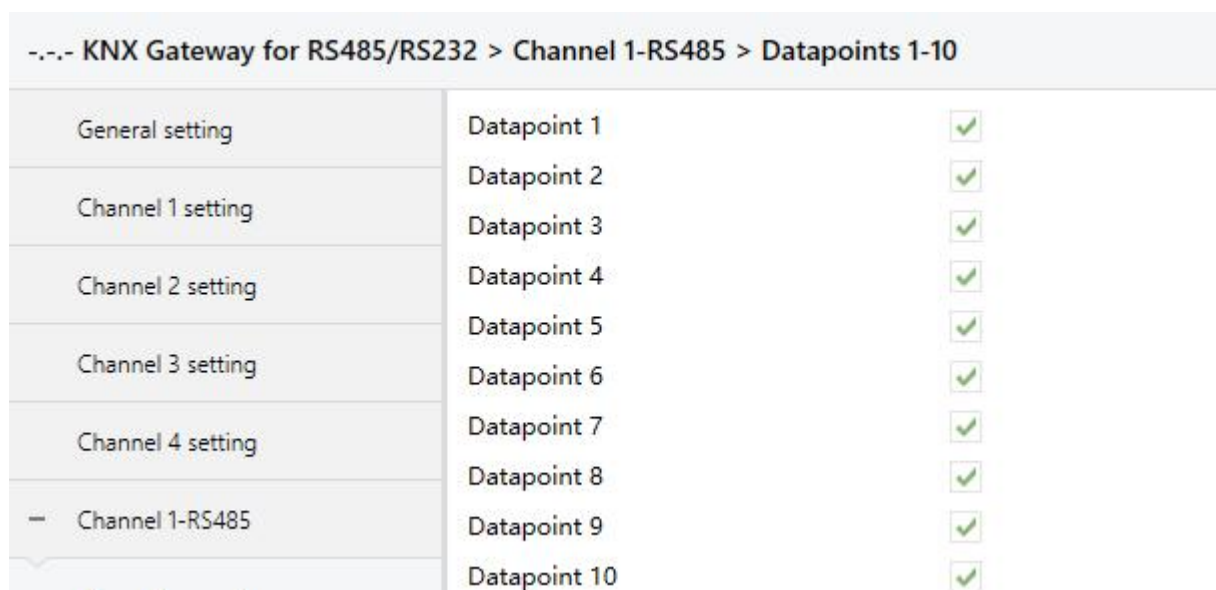 -.-.- KNX Gateway for RS485/RS232 > Channel 1-RS485 > Datapoints 1-10
General setting
Channel 1 setting
Channel 2 setting
Channel 3 setting
Channel 4 setting
– Channel 1-RS485
Datapoint 1
Datapoint 2
Datapoint 3
Datapoint 4
Datapoint 5
Datapoint 6
Datapoint 7
Datapoint 8
Datapoint 9
Datapoint 10